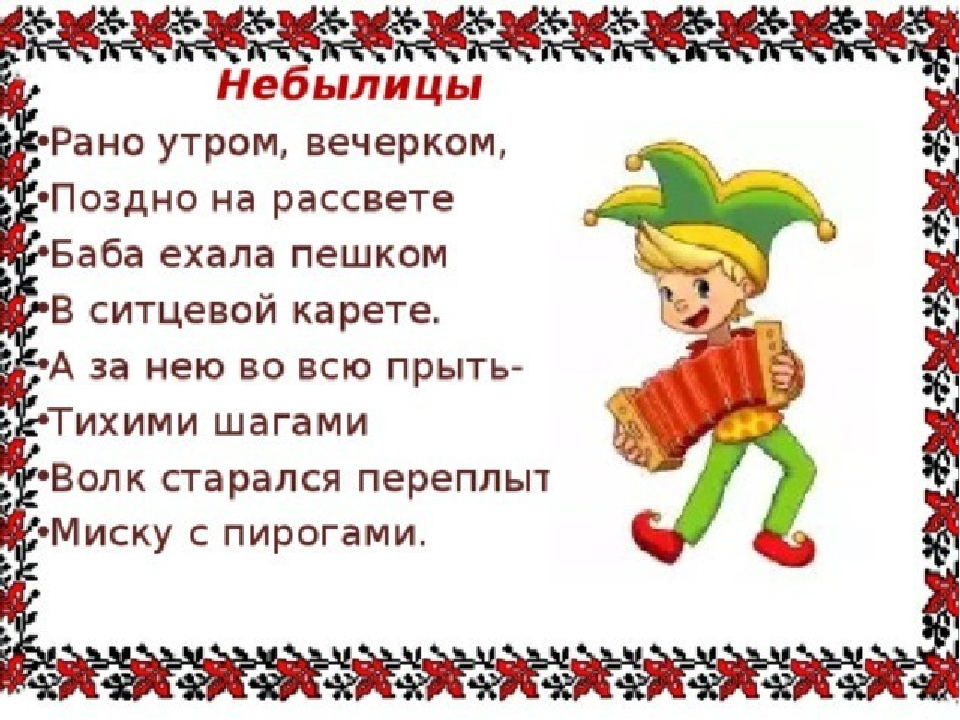 Небылицы
•Рано утром, вечерком,
•Поздно на рассвете
•Баба ехала пешком
•В ситцевой карете.
•А за нею во всю прыть-
•Тихими шагами
•Волк старался переплыт
•Миску с пирогами.